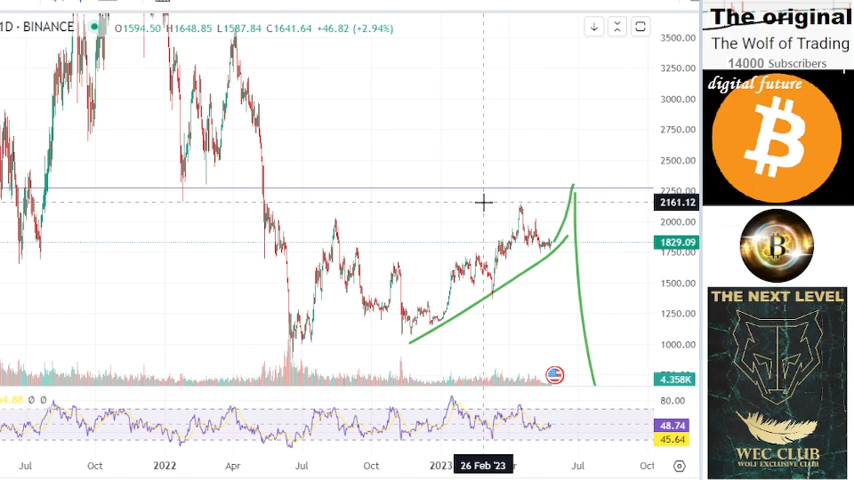 1D · BINANCE O1594.50 H1648.85 L1587.84 C1641.64 +46.82 (+2.94%)
3500.00
3250.00
3000.00
2750.00
2500.00
2250.00
2161.12
2000.00
1829.09
1500.00
1250.00
1000.00
4.358K
80.00
48.74
45.64
Jul Oct 2022 Apr Jul Oct 2023 26 Feb '23 Jul Oct
The original
The Wolf of Trading
14000 Subscribers
digital future
THE NEXT LEVEL
WEC CLUB
WOLF EXCLUSIVE CLUB